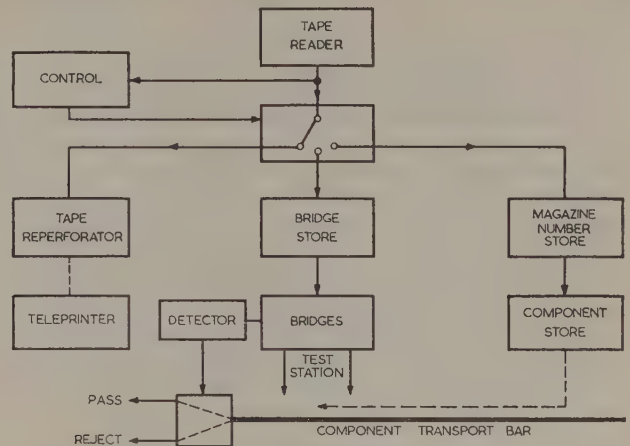 TAPE
READER
CONTROL
TAPE
REPERFORATOR
BRIDGE
STORE
MAGAZINE
NUMBER
STORE
TELEPRINTER
DETECTOR
BRIDGES
COMPONENT
STORE
TEST
STATION
PASS
REJECT
COMPONENT TRANSPORT BAR